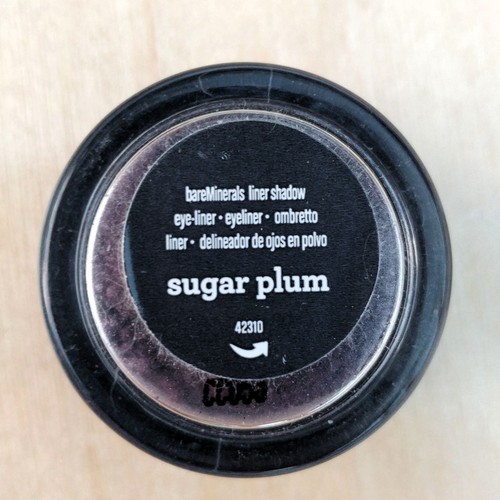 bareMinerals liner shadow
eye-liner • eyeliner • ombretto
liner • delineador de ojos en polvo
sugar plum
42310